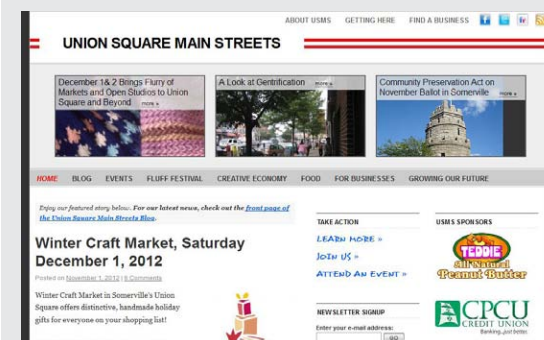 ABOUT USMS GETTING HERE FIND A BUSINESS
UNION SQUARE MAIN STREETS
December 1& 2 Brings Flurry of
Markets and Open Studios to Union
Square and Beyond more »
A Look at Gentrification more »
Community Preservation Act on
November Ballot in Somerville more »
HOME BLOG EVENTS FLUFF FESTIVAL CREATIVE ECONOMY FOOD FOR BUSINESSES GROWING OUR FUTURE
Enjoy our featured story below. For our latest news, check out the front page of
the Union Square Main Streets Blog.
Winter Craft Market, Saturday
December 1, 2012
Posted on November 1, 2012 | 6 Comments
Winter Craft Market in Somerville's Union
Square offers distinctive, handmade holiday
gifts for everyone on your shopping list!
TAKE ACTION
LEARN MORE »
JOIN US »
ATTEND AN EVENT »
NEWSLETTER SIGNUP
Enter your e-mail address:
GO
USMS SPONSORS
TEDDIE
All Natural
Peanut Butter
CPCU
CREDIT UNION
Banking, just better.